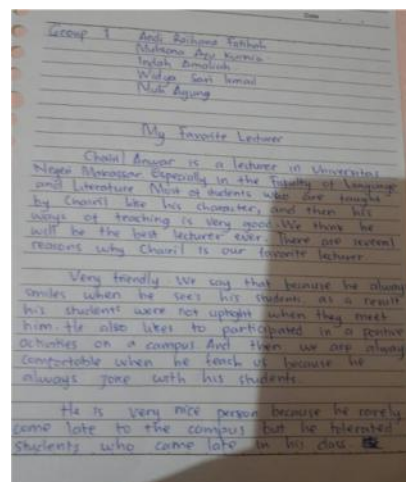 Date
Group 1 Andi Raihana Fatihah
Mutsana Ayu Kurnia
Indah Amaliah
Widya Sari Ismail
Muli Agung
My Favorite Lecturer
Chairil Anwar is a lecturer in Universitas
Negeri Makassar Especially in the Faculty of Language
and Literature Most of students who are taught
by Chairil like his character, and then his
ways of teaching is very good. We think he
will be the best lecturer ever. There are several
reasons why Chairil is our favorite lecturer
Very friendly. We say that because he always
smiles when he see's his students as a result
his students were not uptight when they meet
him. He also likes to participated in a positive
activities on a campus And then we are alway
comfortable when he teach us because he
always joke with his students.
He is very nice person because he rarely
come late to the campus but he tolerated
students who came late in his class.